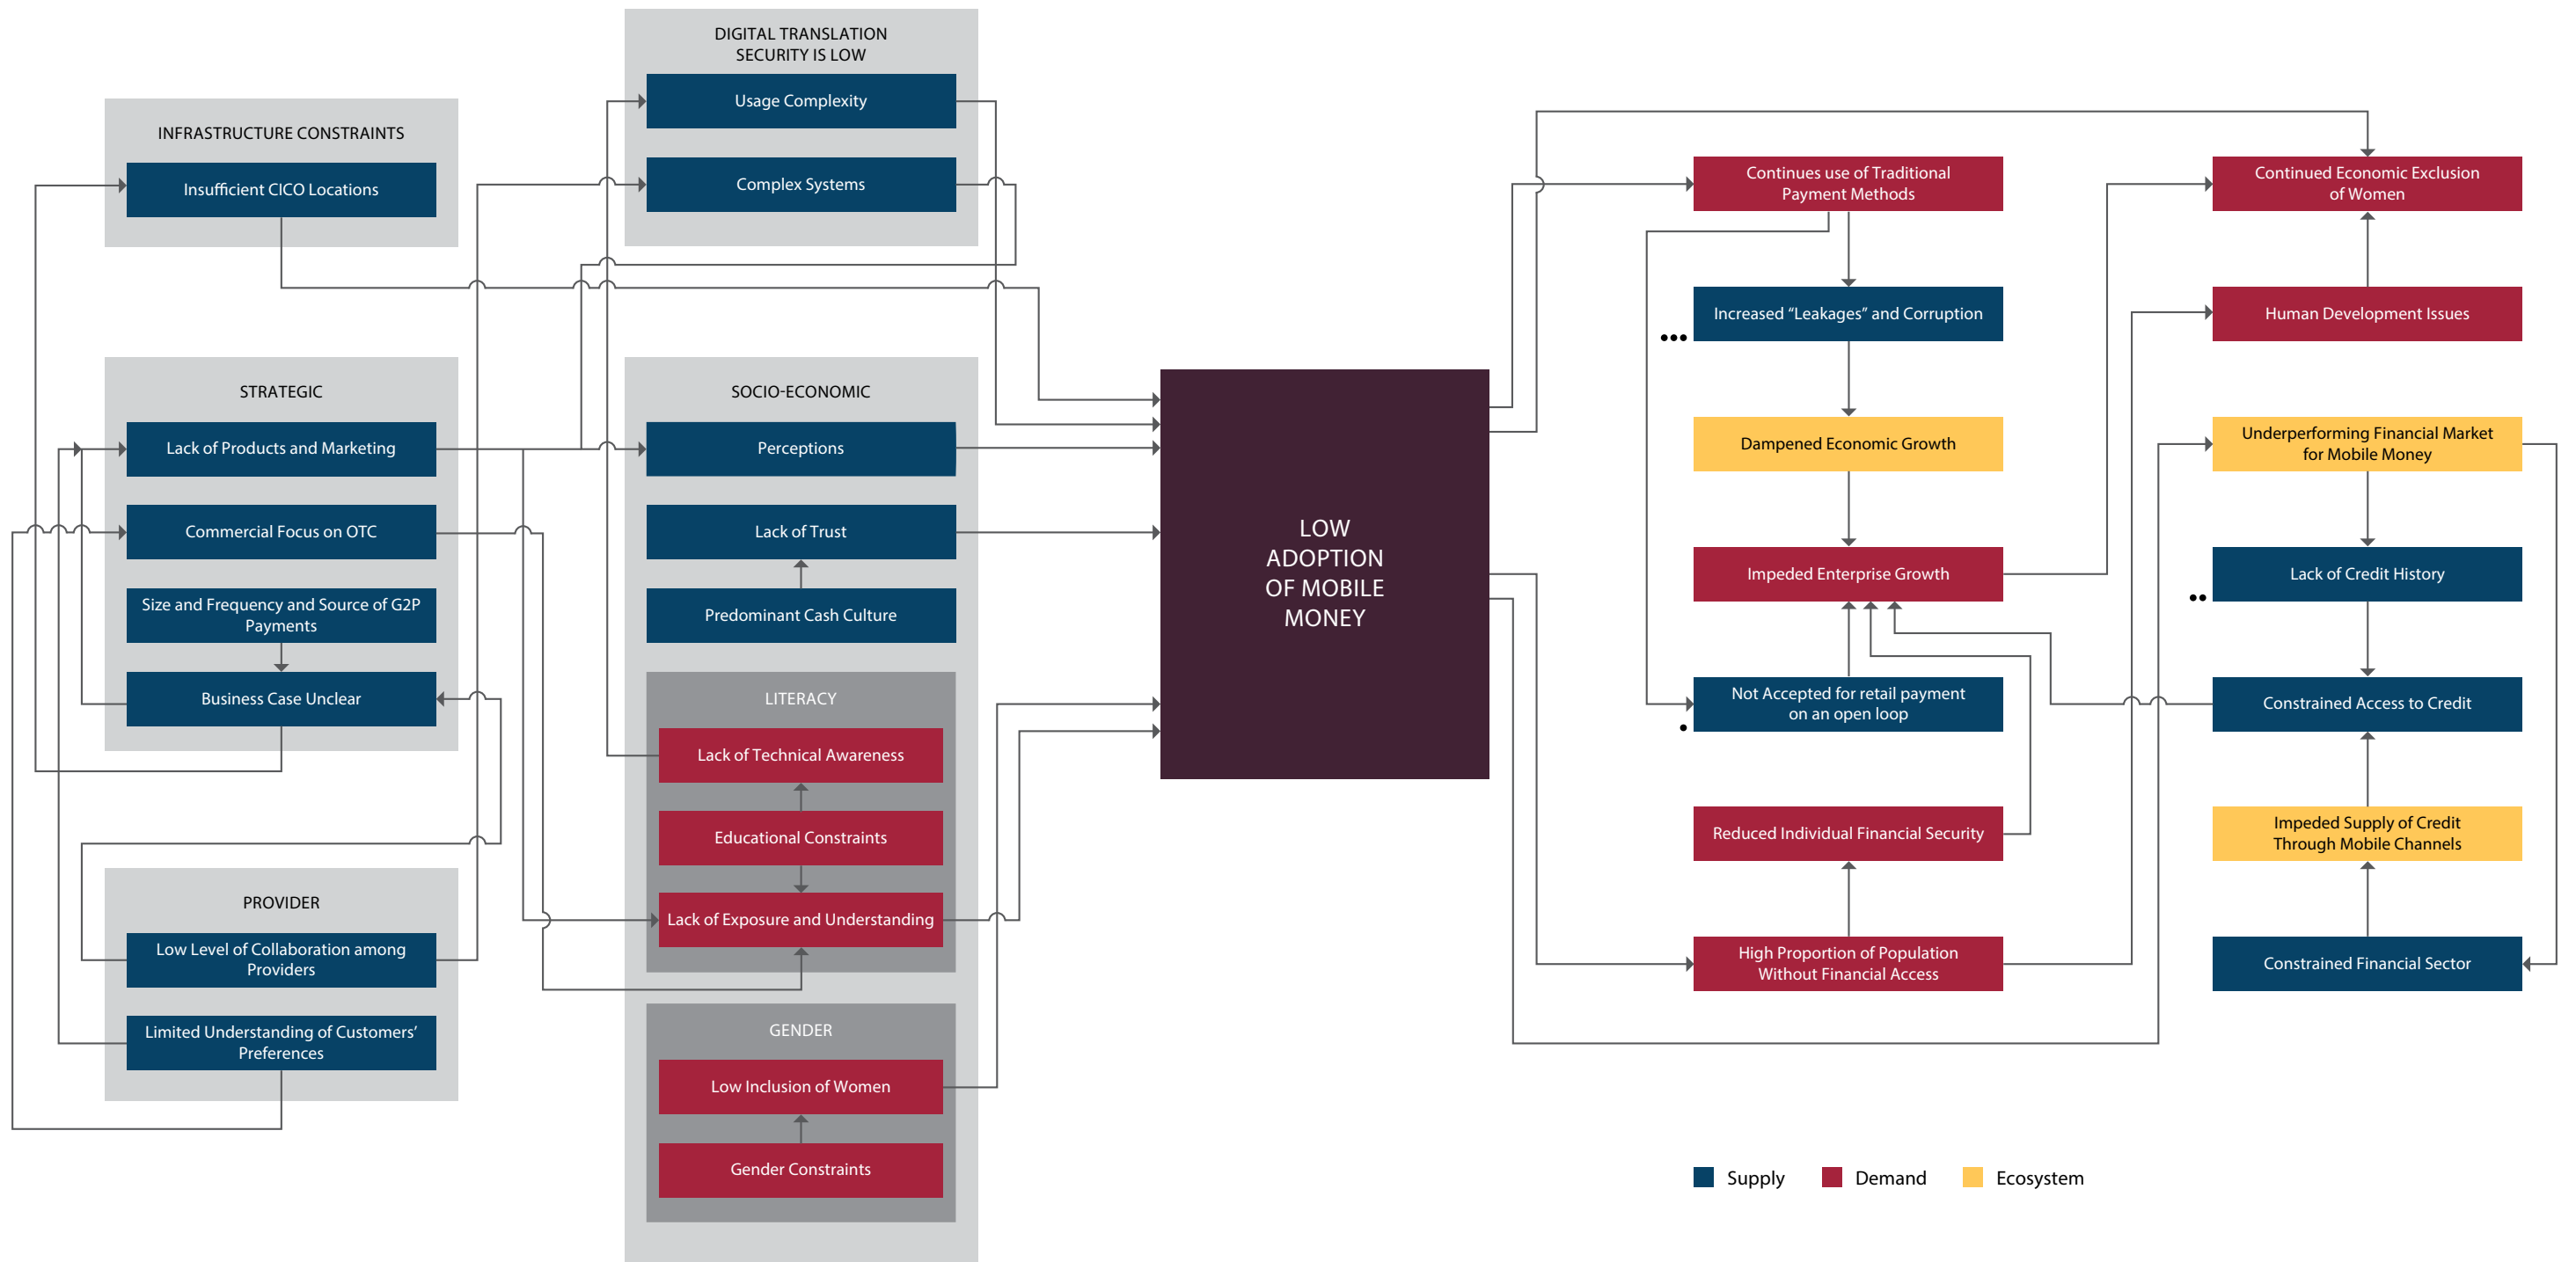 DIGITAL TRANSLATION
SECURITY IS LOW
Usage Complexity
Complex Systems
INFRASTRUCTURE CONSTRAINTS
Insufficient CICO Locations
STRATEGIC
Lack of Products and Marketing
Commercial Focus on OTC
Size and Frequency and Source of G2P
Payments
Business Case Unclear
PROVIDER
Low Level of Collaboration among
Providers
Limited Understanding of Customers’
Preferences
SOCIO-ECONOMIC
Perceptions
Lack of Trust
Predominant Cash Culture
LITERACY
Lack of Technical Awareness
Educational Constraints
Lack of Exposure and Understanding
GENDER
Low Inclusion of Women
Gender Constraints
LOW
ADOPTION
OF MOBILE
MONEY
Continues use of Traditional
Payment Methods
Increased “Leakages” and Corruption
Dampened Economic Growth
Impeded Enterprise Growth
Not Accepted for retail payment
on an open loop
Reduced Individual Financial Security
High Proportion of Population
Without Financial Access
Continued Economic Exclusion
of Women
Human Development Issues
Underperforming Financial Market
for Mobile Money
Lack of Credit History
Constrained Access to Credit
Impeded Supply of Credit
Through Mobile Channels
Constrained Financial Sector
Supply
Demand
Ecosystem